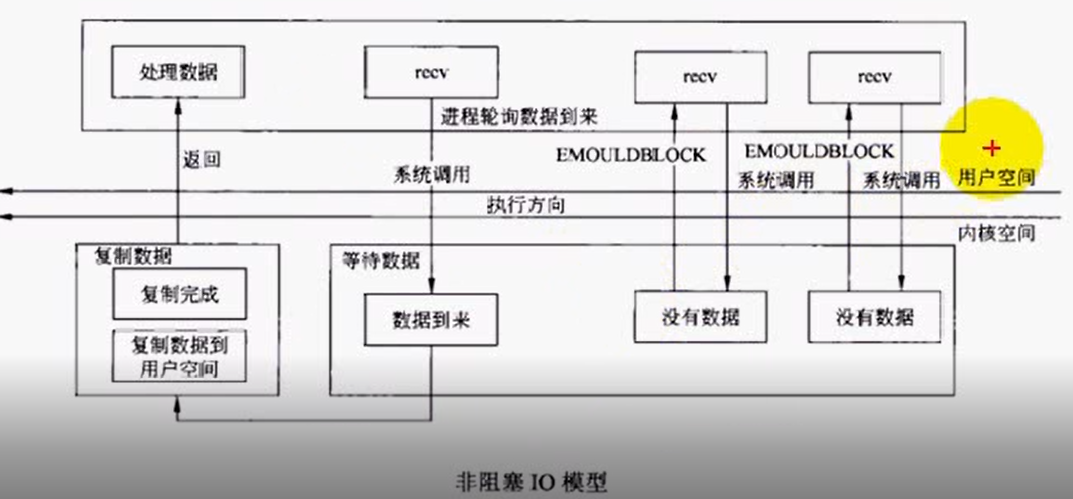 处理数据
recv
recv
recv
进程轮询数据到来
返回
EMOULDBLOCK
EMOULDBLOCK
系统调用
系统调用
系统调用
用户空间
执行方向
内核空间
复制数据
等待数据
复制完成
数据到来
没有数据
没有数据
复制数据到
用户空间
非阻塞 IO 模型